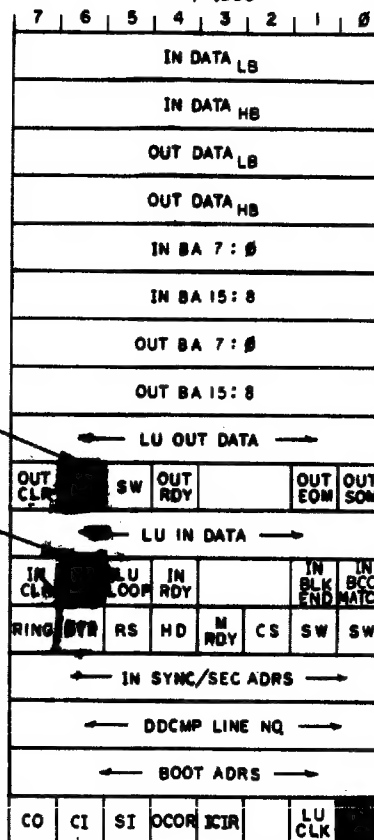 7 6 5 4 3 2 1 Ø
IN DATA LB
IN DATA HB
OUT DATA LB
OUT DATA HB
IN BA 7 : Ø
IN BA 15 : 8
OUT BA 7 : Ø
OUT BA 15 : 8
LU OUT DATA
OUT CLR SW OUT RDY OUT EOM OUT SOM
LU IN DATA
IN CLR LU LOOP IN RDY IN BLK END IN BCC MATCH
RING DTR RS HD M RDY CS SW SW
IN SYNC/SEC ADRS
DDCMP LINE NO.
BOOT ADRS
CO CI SI OCOR ICIR LU CLK